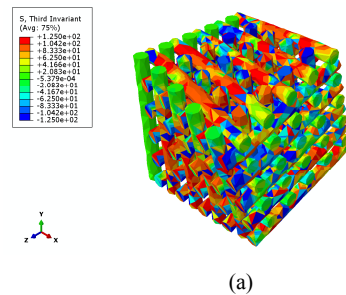 S, Third Invariant
(Avg: 75%)
+1.250e+02
+1.042e+02
+8.333e+01
+6.250e+01
+4.166e+01
+2.083e+01
-5.379e-04
-2.083e+01
-4.167e+01
-6.250e+01
-8.333e+01
-1.042e+02
-1.250e+02
Y
Z
X
(a)